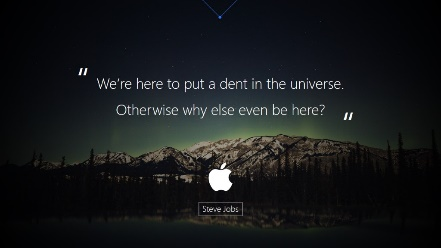 “ We're here to put a dent in the universe.
Otherwise why else even be here? “
Steve Jobs